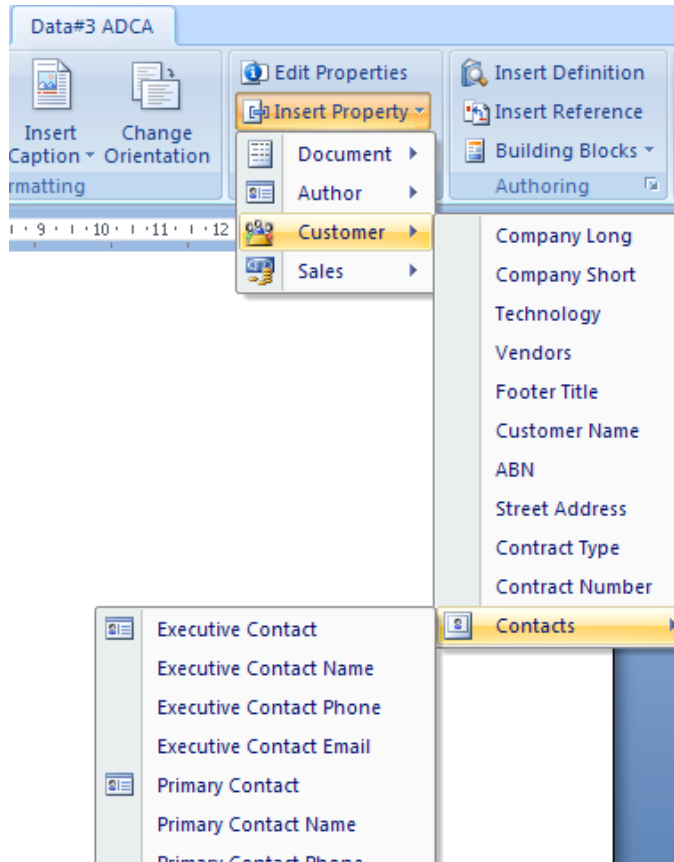 Data#3 ADCA
Edit Properties
Insert Property
Insert Definition
Insert Reference
Building Blocks
Insert
Caption
Change
Orientation
rmatting
Authoring
9 10 11 12
Document
Author
Customer
Sales
Company Long
Company Short
Technology
Vendors
Footer Title
Customer Name
ABN
Street Address
Contract Type
Contract Number
Contacts
Executive Contact
Executive Contact Name
Executive Contact Phone
Executive Contact Email
Primary Contact
Primary Contact Name
Primary Contact Phone